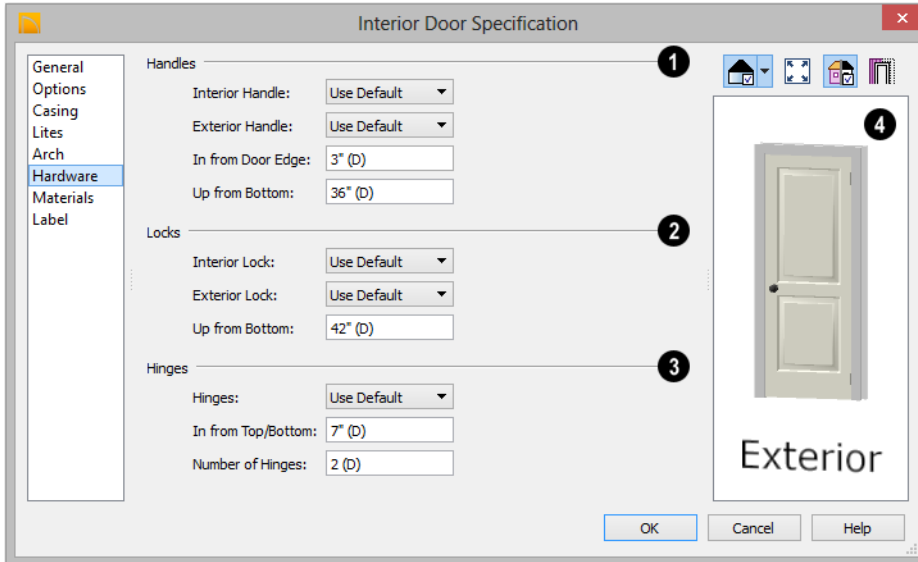 Interior Door Specification
General
Options
Casing
Lites
Arch
Hardware
Materials
Label
Handles 1
Interior Handle: Use Default
Exterior Handle: Use Default
In from Door Edge: 3" (D)
Up from Bottom: 36" (D)
Locks 2
Interior Lock: Use Default
Exterior Lock: Use Default
Up from Bottom: 42" (D)
Hinges 3
Hinges: Use Default
In from Top/Bottom: 7" (D)
Number of Hinges: 2 (D)
4
Exterior
OK Cancel Help